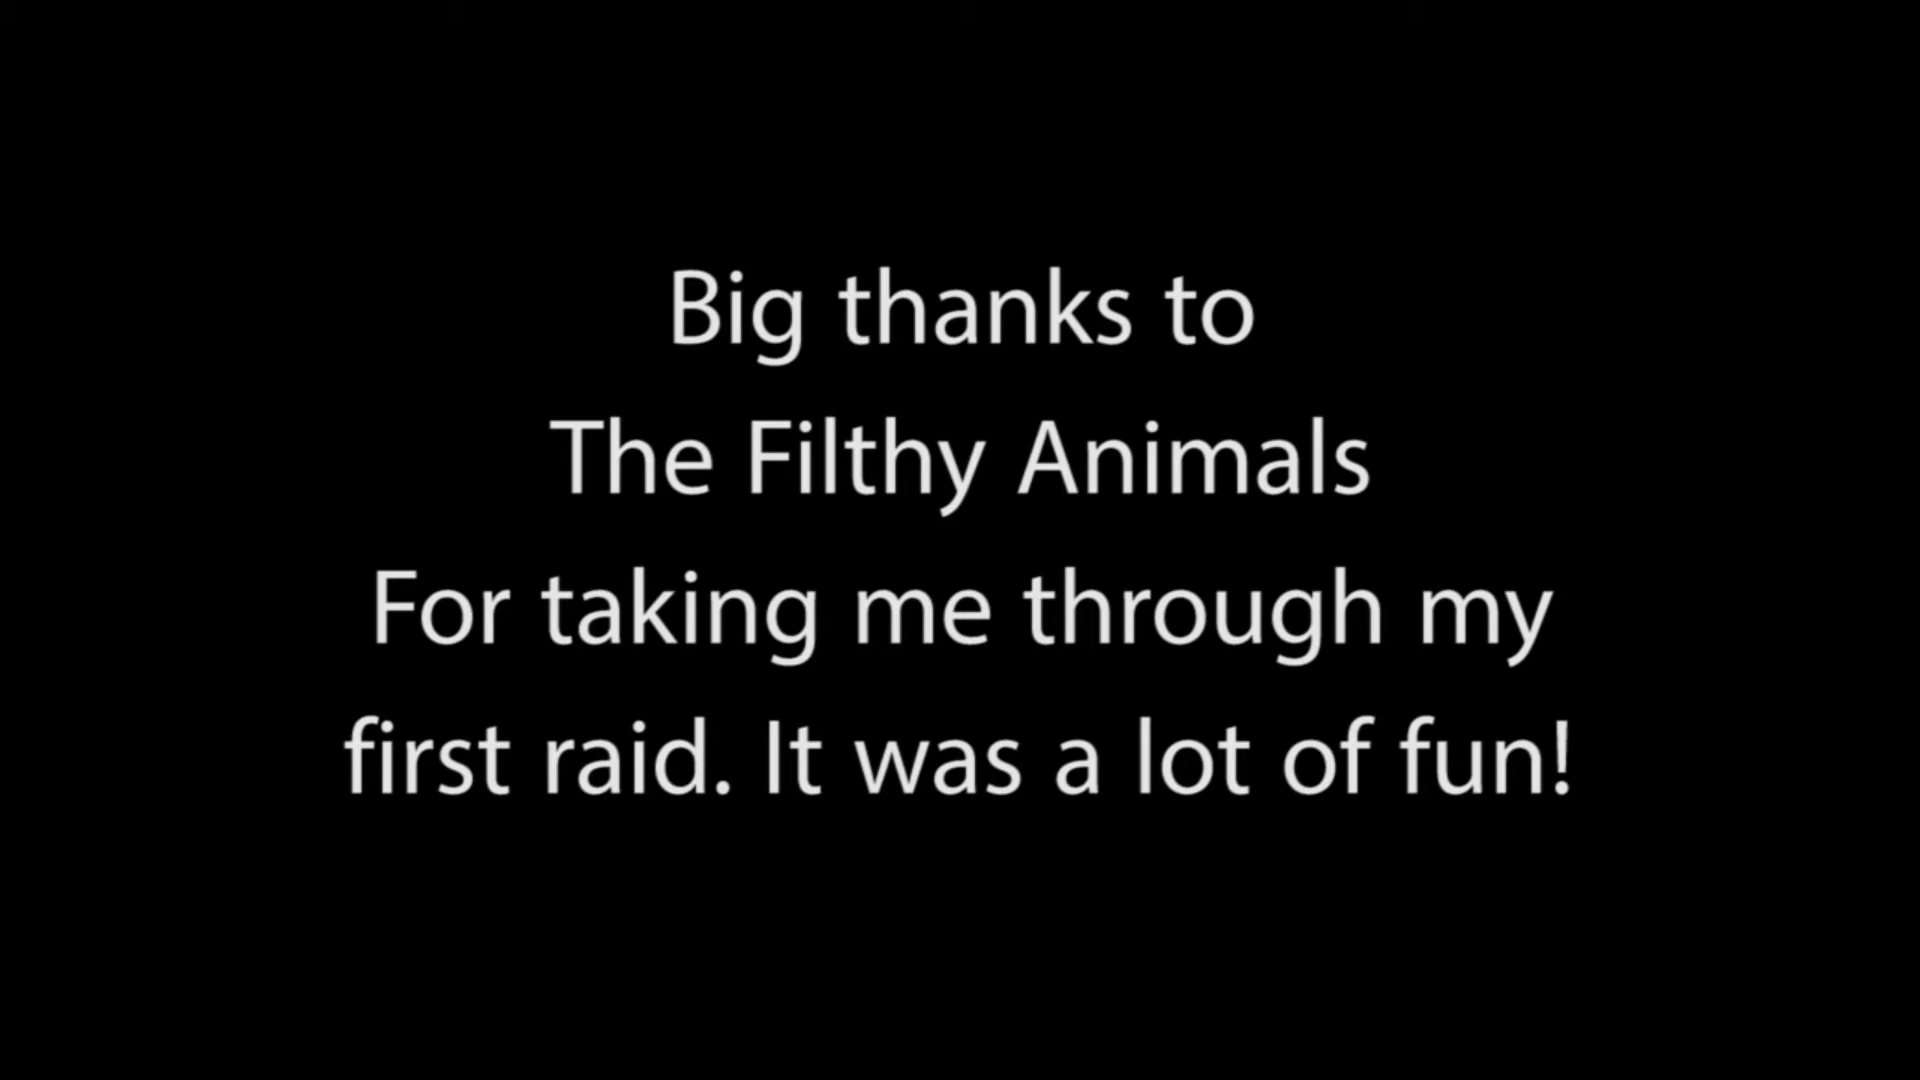 Big thanks to
The Filthy Animals
For taking me through my
first raid. It was a lot of fun!